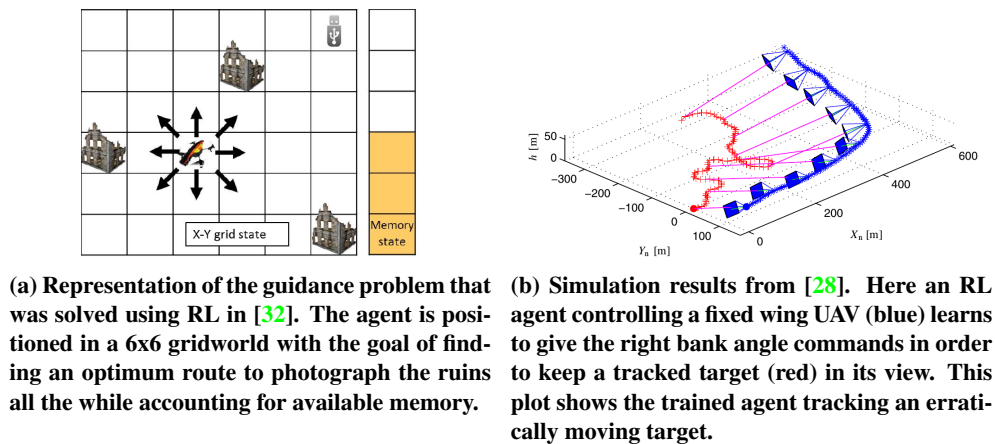 X-Y grid state
Memory
state
(a) Representation of the guidance problem that
was solved using RL in [32]. The agent is posi-
tioned in a 6x6 gridworld with the goal of find-
ing an optimum route to photograph the ruins
all the while accounting for available memory.
50
0
h [m]
−300
−200
−100
0
100
Yn [m]
0
200
400
600
Xn [m]
(b) Simulation results from [28]. Here an RL
agent controlling a fixed wing UAV (blue) learns
to give the right bank angle commands in order
to keep a tracked target (red) in its view. This
plot shows the trained agent tracking an errati-
cally moving target.